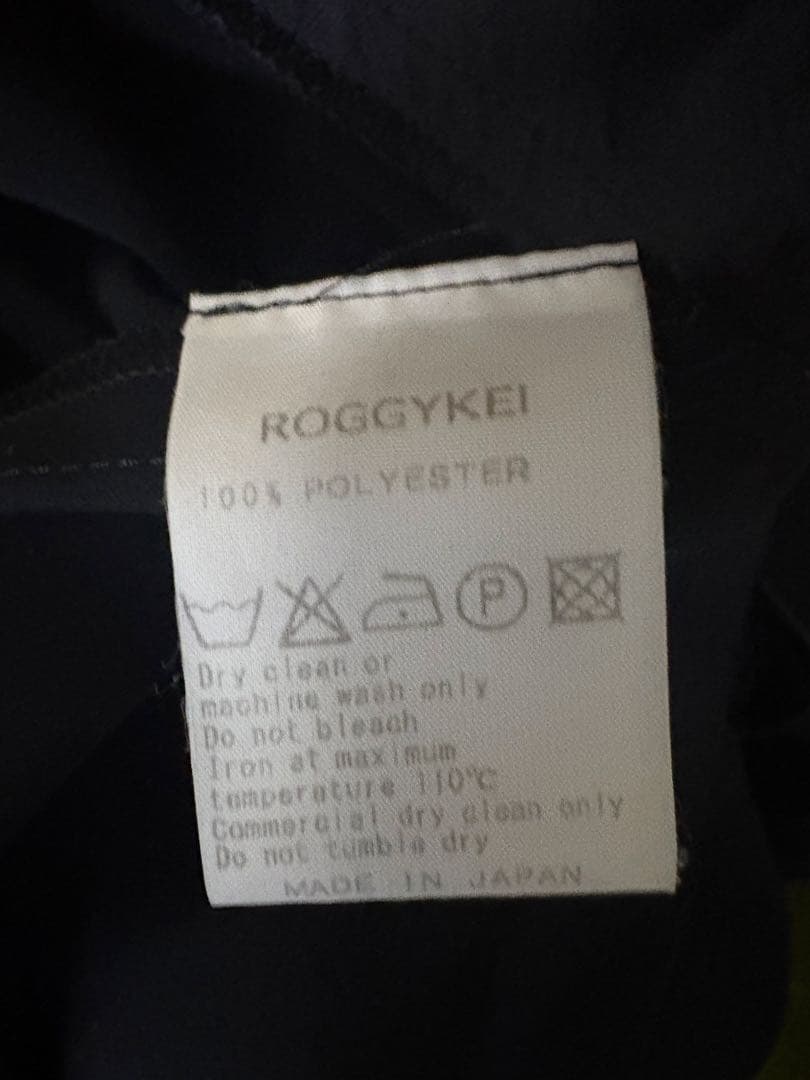 ROGGYKEI
100% POLYESTER
P
Dry clean or
machine wash only
Do not bleach
Iron at maximum
temperature 110℃
Commercial dry clean only
Do not tumble dry
MADE IN JAPAN